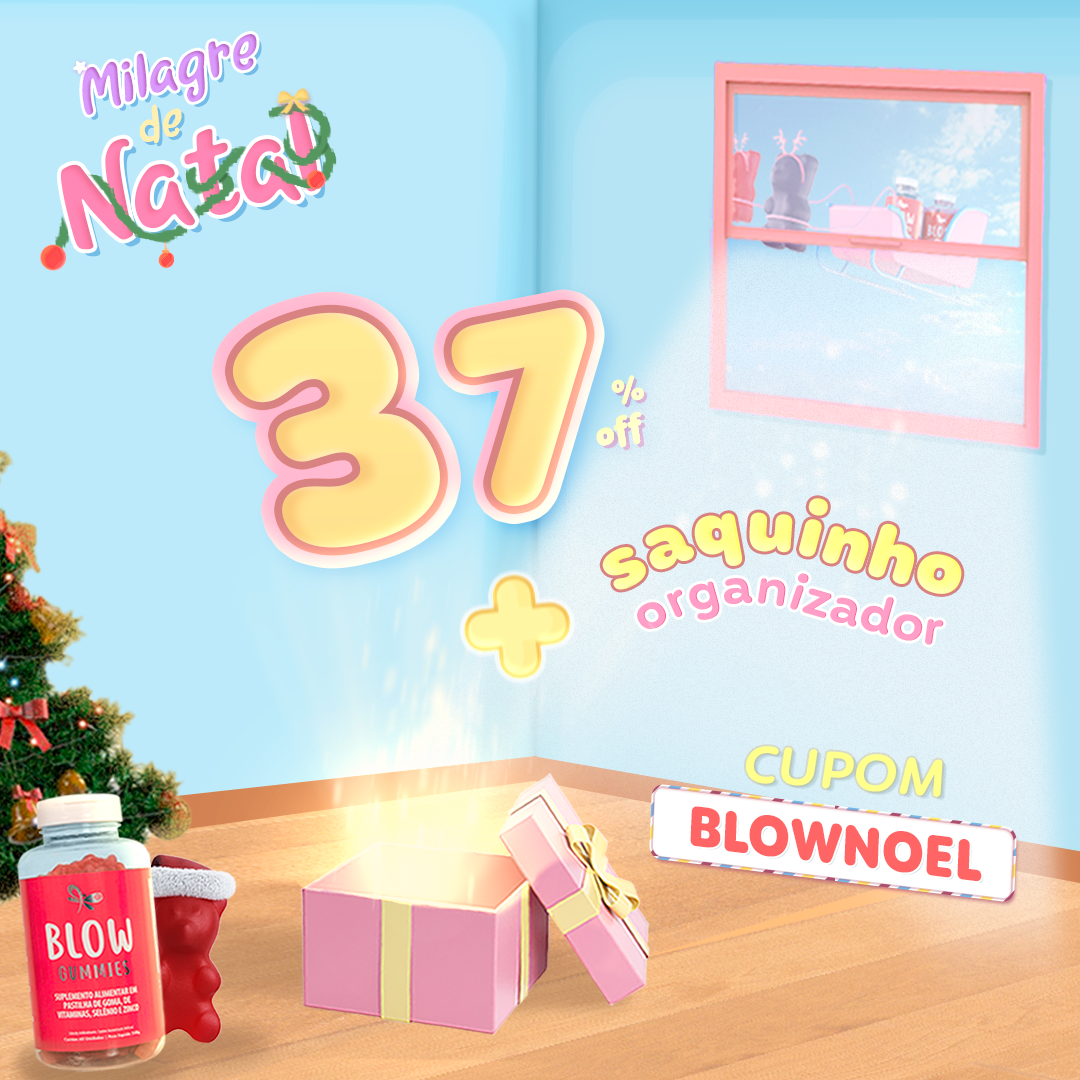 Milagre
de
Natal
37
%
off
+
saquinho
organizador
CUPOM
BLOWNOEL
BLOW
GUMMIES
SUPLEMENTO ALIMENTAR EM
PASTILHA DE GOMA, DE
VITAMINAS, SELÊNIO E ZINCO